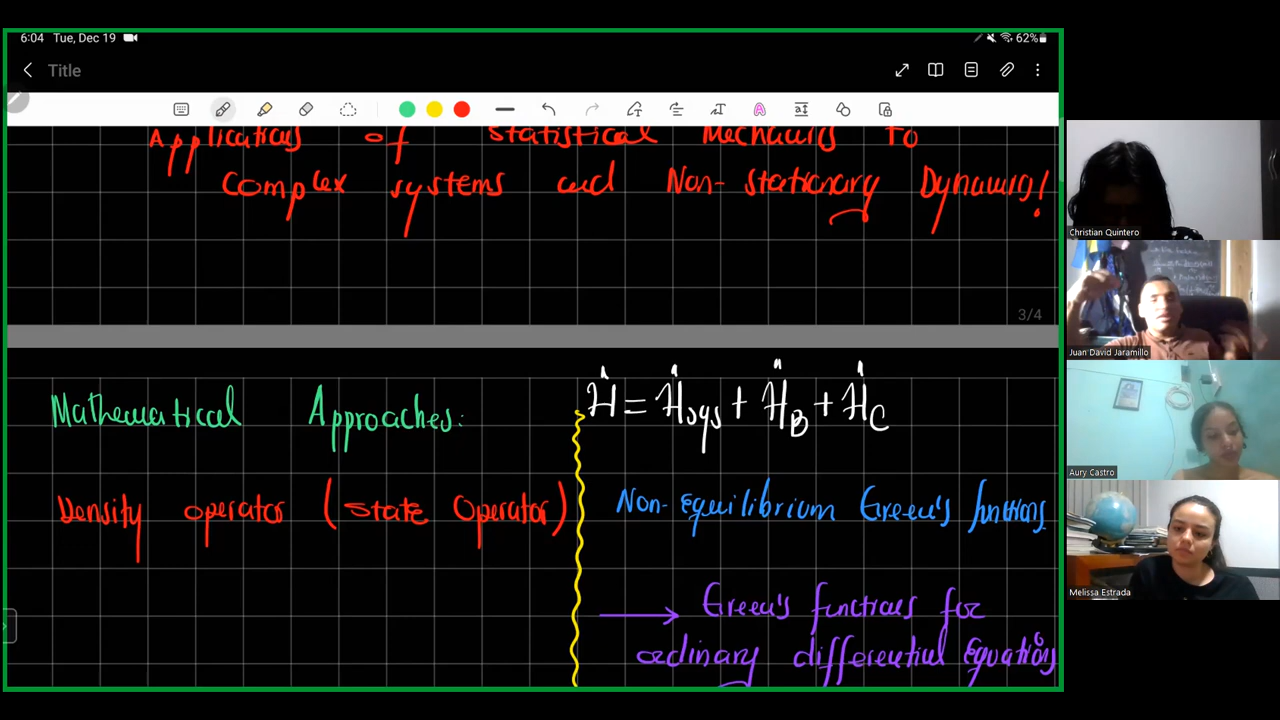 6:04 Tue, Dec 19
62%
Title
Applications of Statistical Mechanics to
Complex systems and Non-stationary Dynamics!
3/4
Mathematical Approaches:
Ĥ = Ĥsys + ĤB + ĤC
Density operator (State Operator)
Non-Equilibrium Green's functions
→ Green's functions for
ordinary differential Equations
Christian Quintero
Juan David Jaramillo
Aury Castro
Melissa Estrada